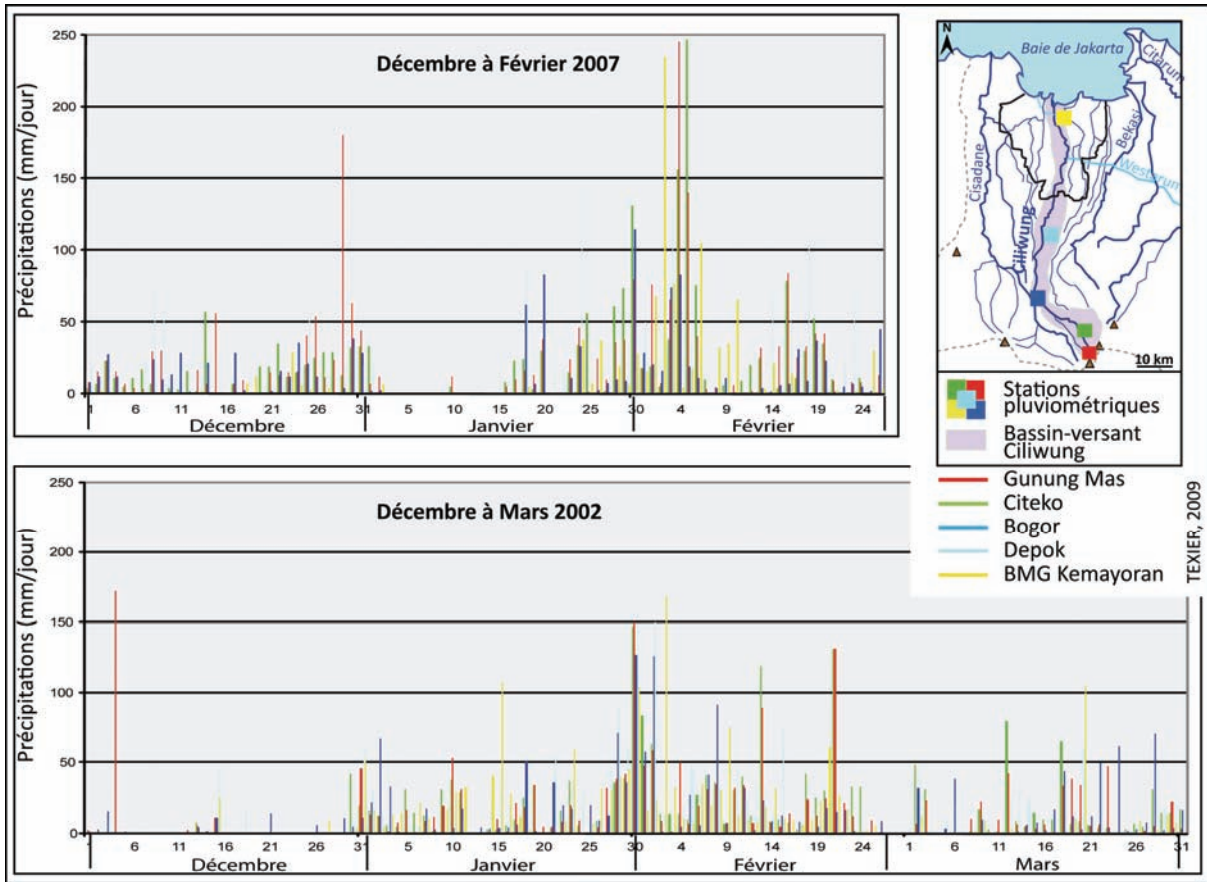 Décembre à Février 2007
Précipitations (mm/jour)
250
200
150
100
50
0
1 6 11 16 21 26 31 5 10 15 20 25 30 4 9 14 19 24
Décembre Janvier Février
N
Baie de Jakarta
Citarum
Cisadane
Bekasi
Westarum
Ciliwung
10 km
Stations
pluviométriques
Bassin-versant
Ciliwung
Gunung Mas
Citeko
Bogor
Depok
BMG Kemayoran
TEXIER, 2009
Décembre à Mars 2002
Précipitations (mm/jour)
250
200
150
100
50
0
1 6 11 16 21 26 31 5 10 15 20 25 30 4 9 14 19 24 1 6 11 16 21 26 31
Décembre Janvier Février Mars